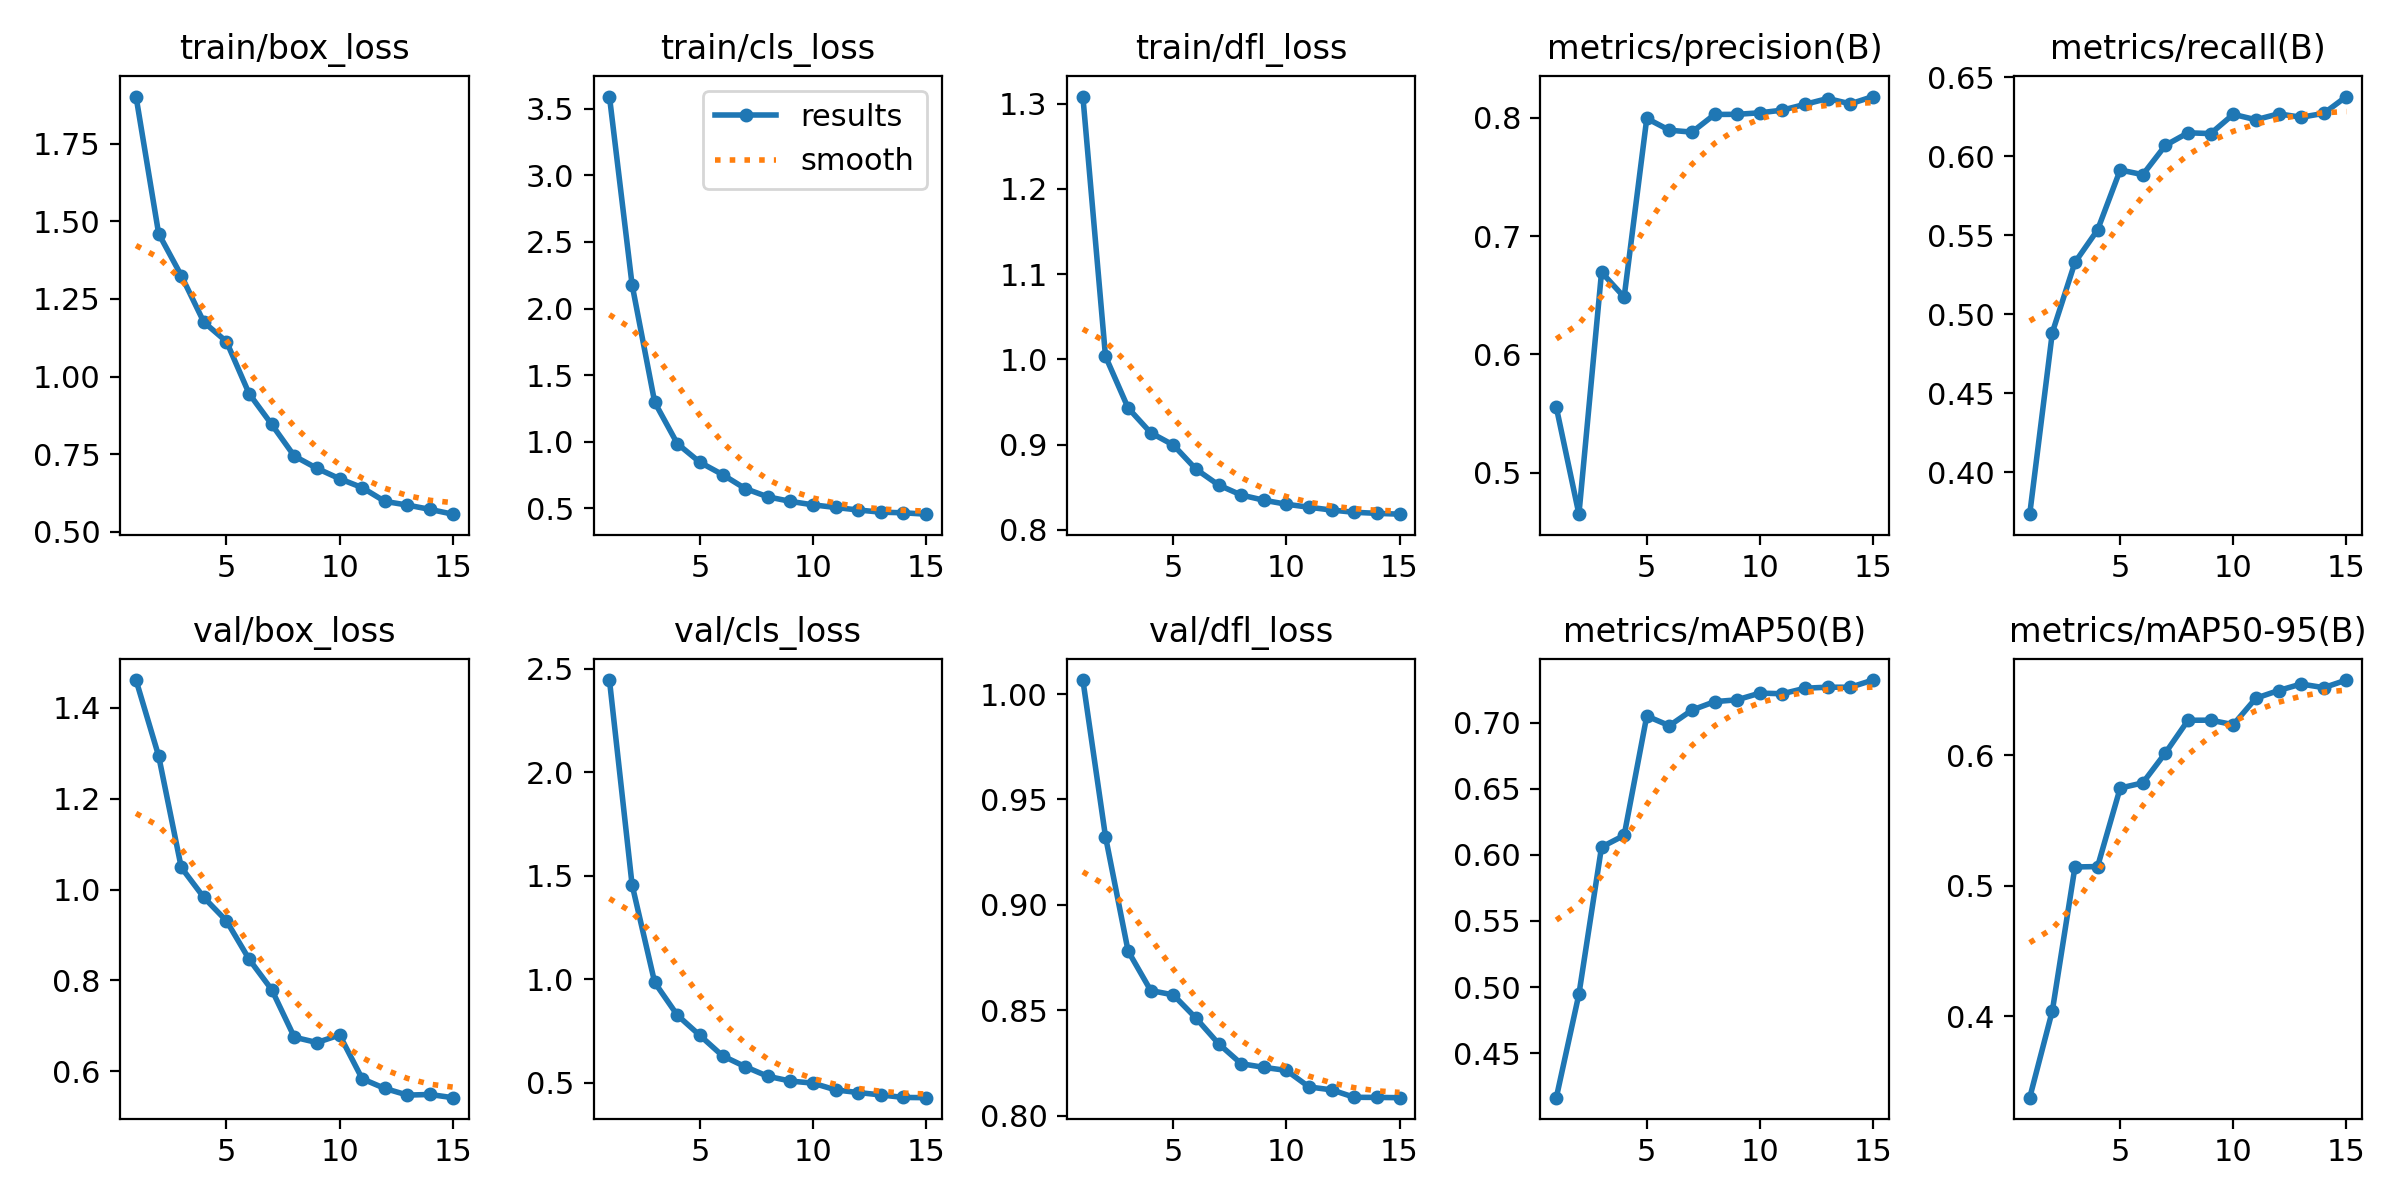 train/box_loss
1.75
1.50
1.25
1.00
0.75
0.50
5 10 15
train/cls_loss
results
smooth
3.5
3.0
2.5
2.0
1.5
1.0
0.5
5 10 15
train/dfl_loss
1.3
1.2
1.1
1.0
0.9
0.8
5 10 15
metrics/precision(B)
0.8
0.7
0.6
0.5
5 10 15
metrics/recall(B)
0.65
0.60
0.55
0.50
0.45
0.40
5 10 15
val/box_loss
1.4
1.2
1.0
0.8
0.6
5 10 15
val/cls_loss
2.5
2.0
1.5
1.0
0.5
5 10 15
val/dfl_loss
1.00
0.95
0.90
0.85
0.80
5 10 15
metrics/mAP50(B)
0.70
0.65
0.60
0.55
0.50
0.45
5 10 15
metrics/mAP50-95(B)
0.6
0.5
0.4
5 10 15